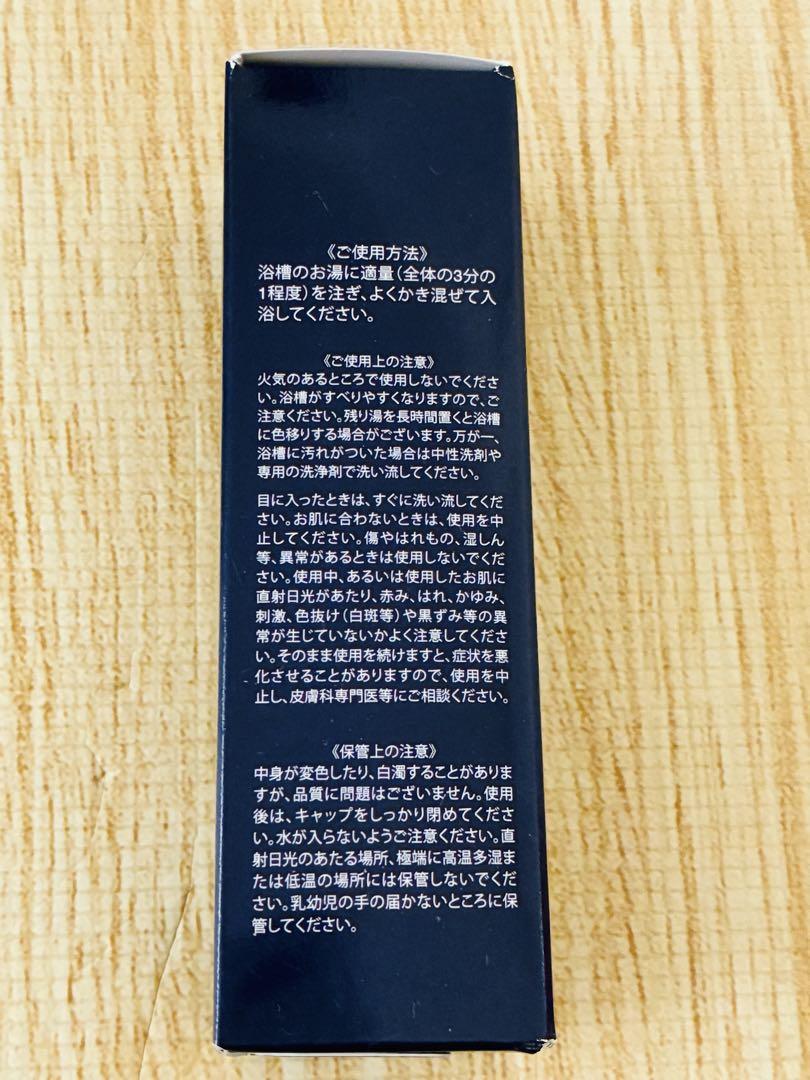 《ご使用方法》
浴槽のお湯に適量(全体の3分の
1程度)を注ぎ、よくかき混ぜて入
浴してください。
《ご使用上の注意》
火気のあるところで使用しないでくださ
い。浴槽がすべりやすくなりますので、ご
注意ください。残り湯を長時間置くと浴槽
に色移りする場合がございます。万が一、
浴槽に汚れがついた場合は中性洗剤や
専用の洗浄剤で洗い流してください。
目に入ったときは、すぐに洗い流してくだ
さい。お肌に合わないときは、使用を中
止してください。傷やはれもの、湿しん
等、異常があるときは使用しないでくだ
さい。使用中、あるいは使用したお肌に
直射日光があたり、赤み、はれ、かゆみ、
刺激、色抜け(白斑等)や黒ずみ等の異
常が生じていないかよく注意してくださ
い。そのまま使用を続けますと、症状を悪
化させることがありますので、使用を中
止し、皮膚科専門医等にご相談ください。
《保管上の注意》
中身が変色したり、白濁することがありま
すが、品質に問題はございません。使用
後は、キャップをしっかり閉めてくださ
い。水が入らないようご注意ください。直
射日光のあたる場所、極端に高温多湿ま
たは低温の場所には保管しないでくだ
さい。乳幼児の手の届かないところに保
管してください。